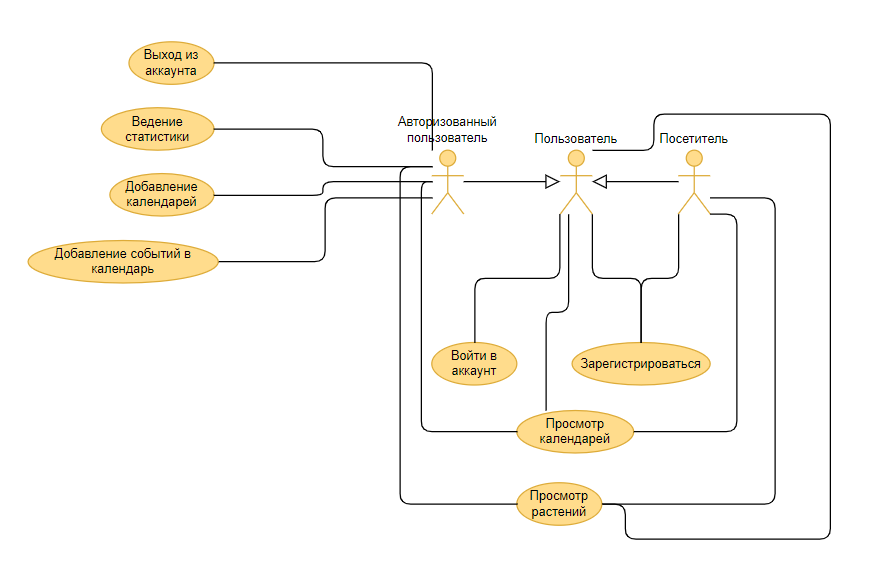 Выход из
аккаунта
Ведение
статистики
Авторизованный
пользователь
Пользователь
Посетитель
Добавление
календарей
Добавление событий в
календарь
Войти в
аккаунт
Зарегистрироваться
Просмотр
календарей
Просмотр
растений